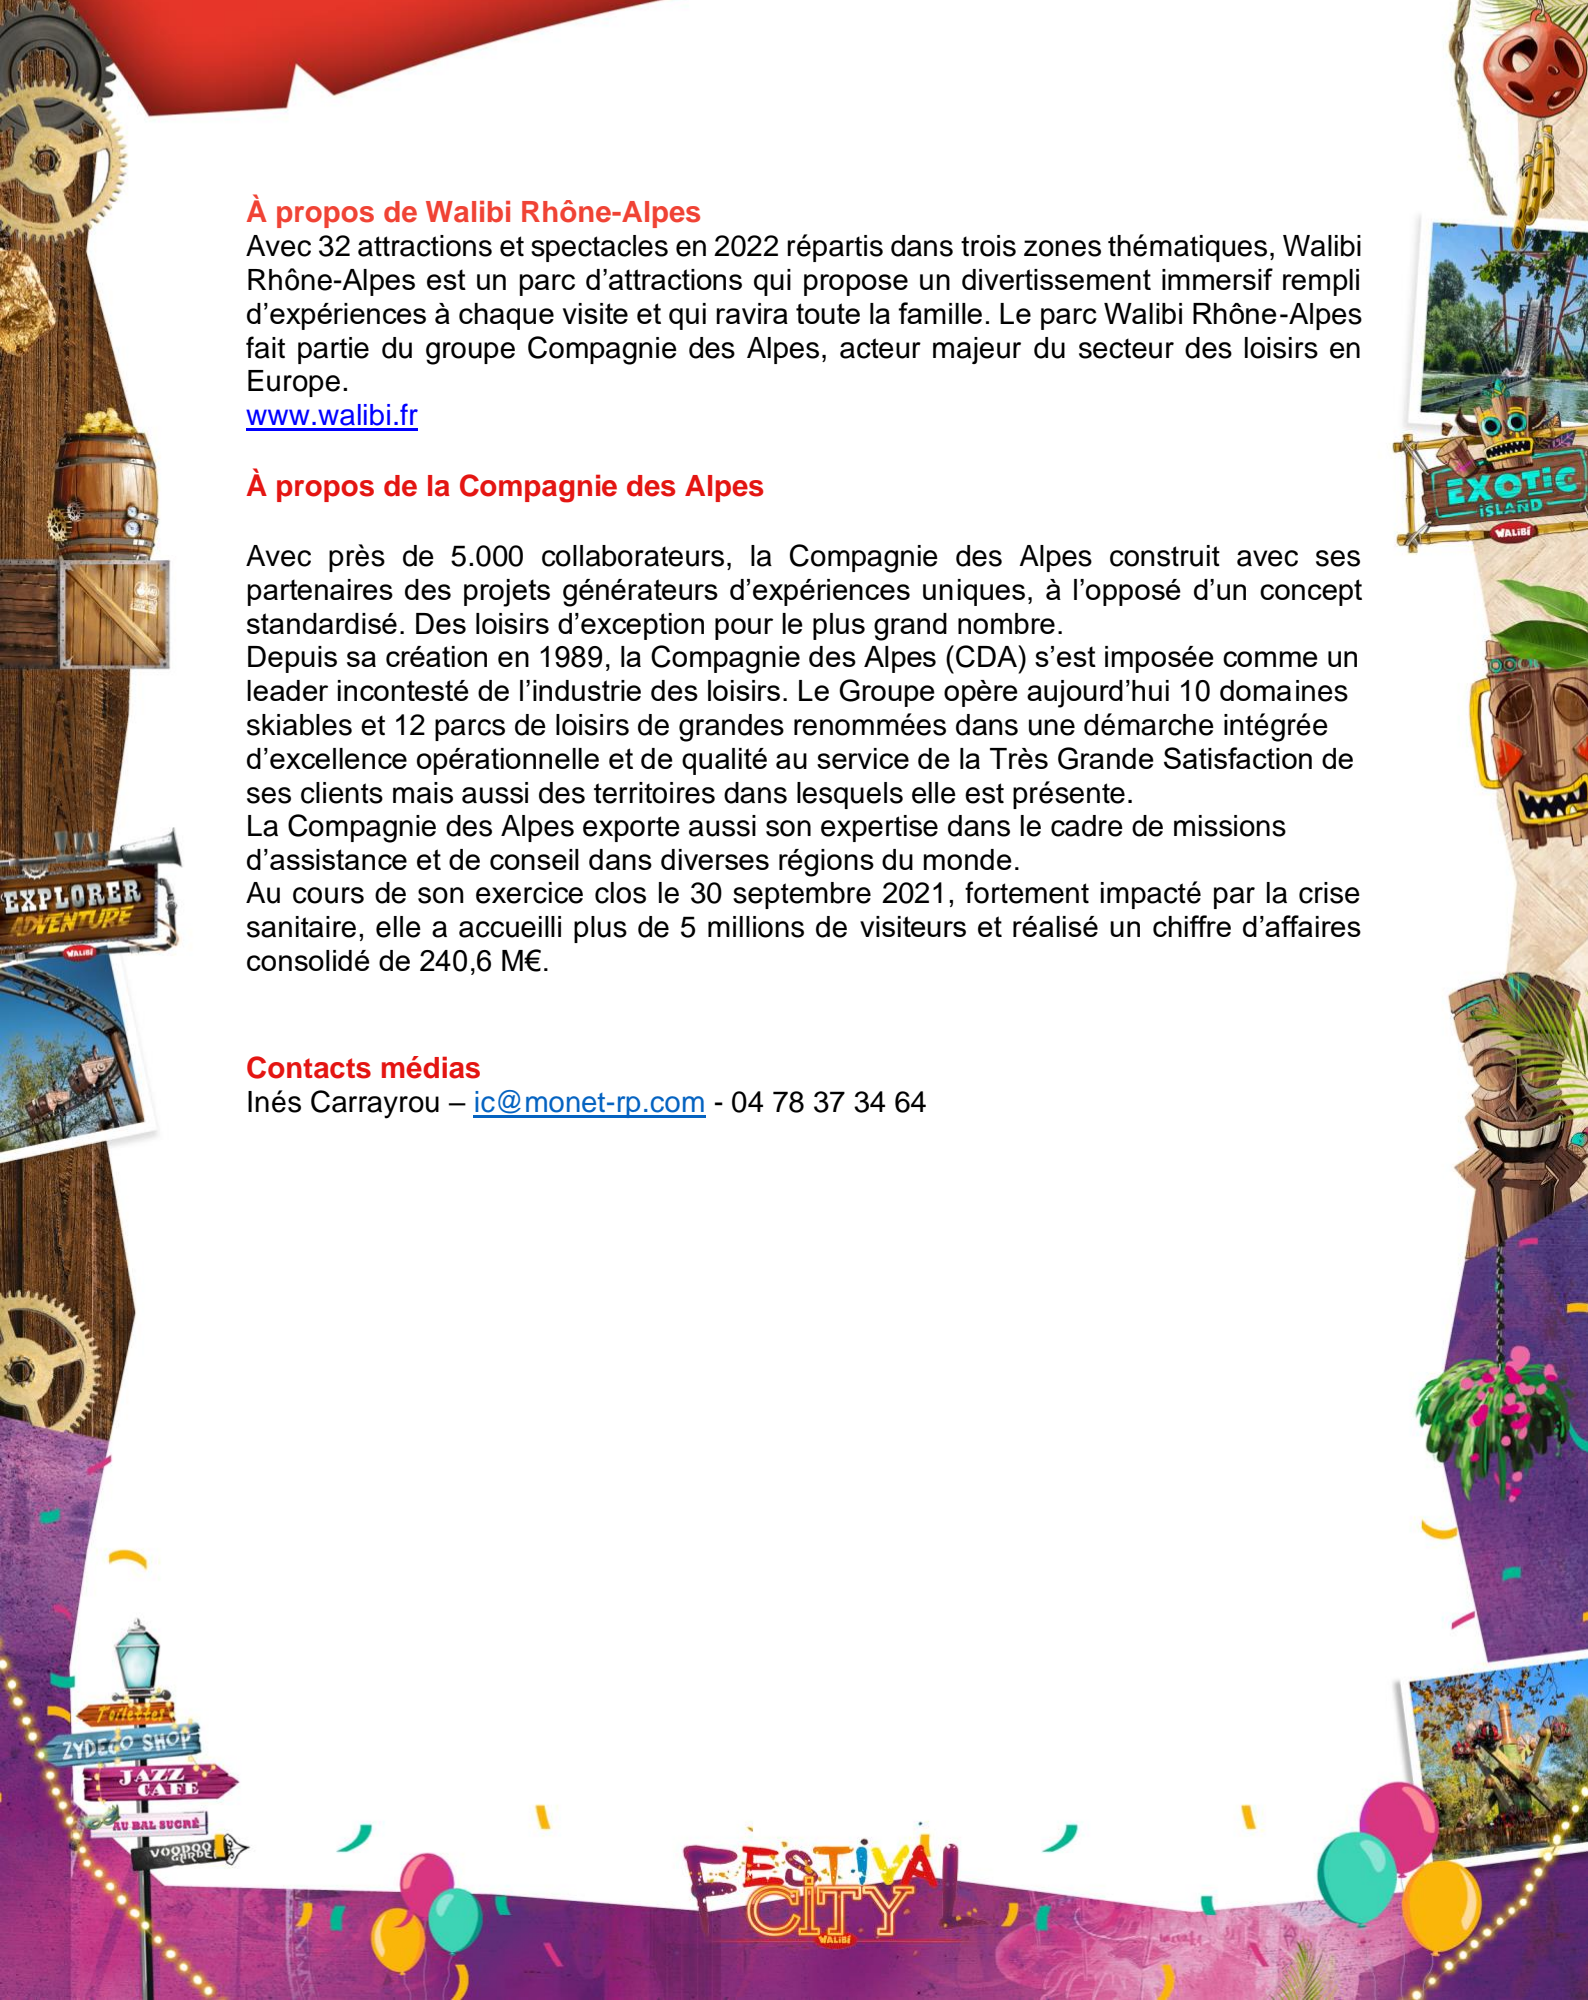 À propos de Walibi Rhône-Alpes
Avec 32 attractions et spectacles en 2022 répartis dans trois zones thématiques, Walibi
Rhône-Alpes est un parc d’attractions qui propose un divertissement immersif rempli
d’expériences à chaque visite et qui ravira toute la famille. Le parc Walibi Rhône-Alpes
fait partie du groupe Compagnie des Alpes, acteur majeur du secteur des loisirs en
Europe.
www.walibi.fr
À propos de la Compagnie des Alpes
Avec près de 5.000 collaborateurs, la Compagnie des Alpes construit avec ses
partenaires des projets générateurs d’expériences uniques, à l’opposé d’un concept
standardisé. Des loisirs d’exception pour le plus grand nombre.
Depuis sa création en 1989, la Compagnie des Alpes (CDA) s’est imposée comme un
leader incontesté de l’industrie des loisirs. Le Groupe opère aujourd’hui 10 domaines
skiables et 12 parcs de loisirs de grandes renommées dans une démarche intégrée
d’excellence opérationnelle et de qualité au service de la Très Grande Satisfaction de
ses clients mais aussi des territoires dans lesquels elle est présente.
La Compagnie des Alpes exporte aussi son expertise dans le cadre de missions
d’assistance et de conseil dans diverses régions du monde.
Au cours de son exercice clos le 30 septembre 2021, fortement impacté par la crise
sanitaire, elle a accueilli plus de 5 millions de visiteurs et réalisé un chiffre d’affaires
consolidé de 240,6 M€.
Contacts médias
Inés Carrayrou – ic@monet-rp.com - 04 78 37 34 64
EXOTIC
ISLAND
WALIBI
EXPLORER
ADVENTURE
WALIBI
Toilettes
ZYDECO SHOP
JAZZ
CAFE
AU BAL SUCRÉ
VOODOO
FESTIVAL
CITY
WALIBI